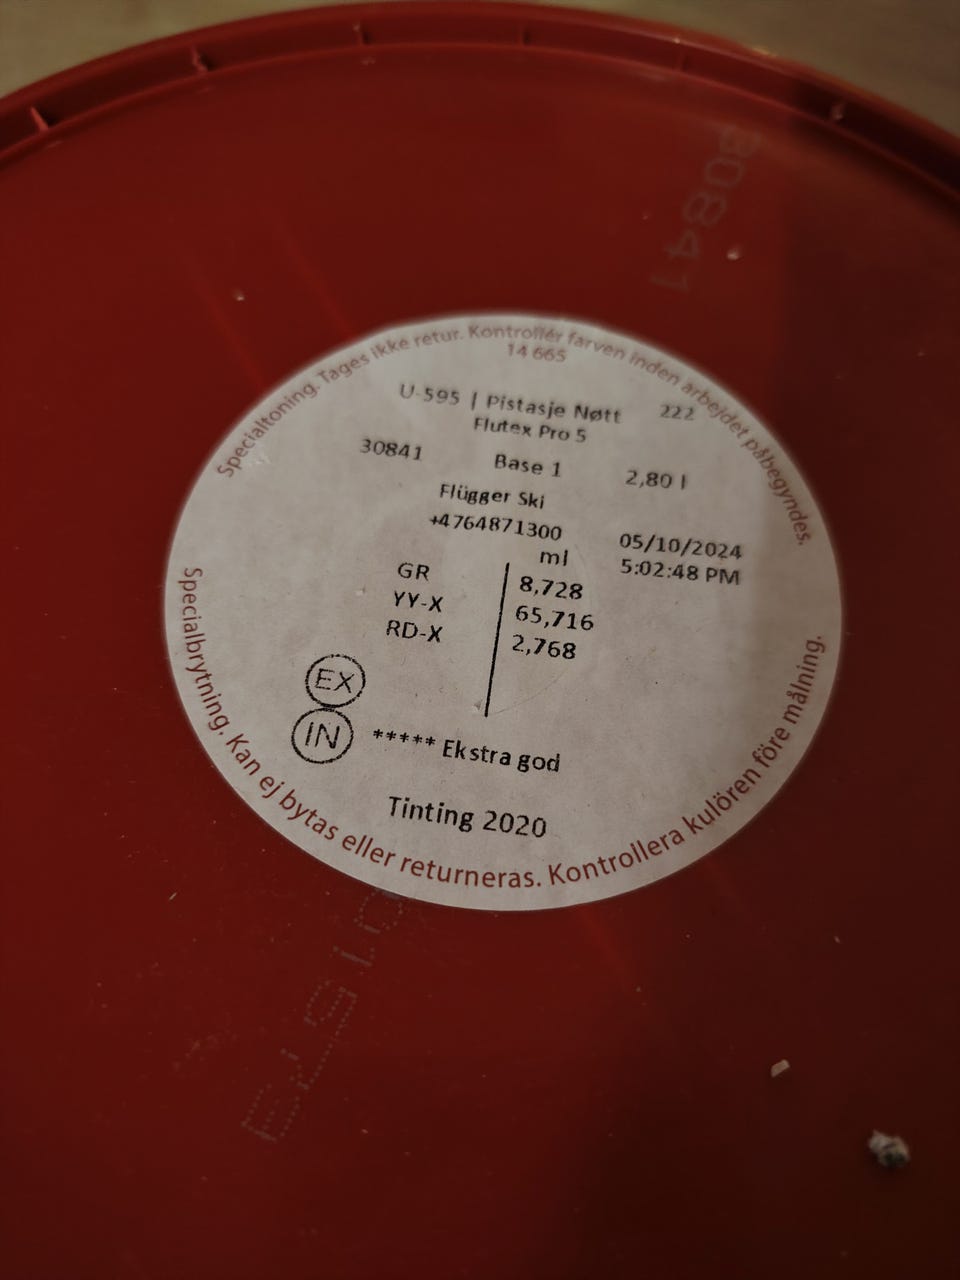 30841
Specialtoning. Tages ikke retur. Kontrollér farven inden arbejdet påbegyndes.
14 665
U-595 | Pistasje Nøtt 222
Flutex Pro 5
30841 Base 1 2,80 l
Flügger Ski
+4764871300 05/10/2024
ml 5:02:48 PM
GR 8,728
YY-X 65,716
RD-X 2,768
EX
IN ***** Ekstra god
Tinting 2020
Specialbrytning. Kan ej bytas eller returneras. Kontrollera kulören före målning.